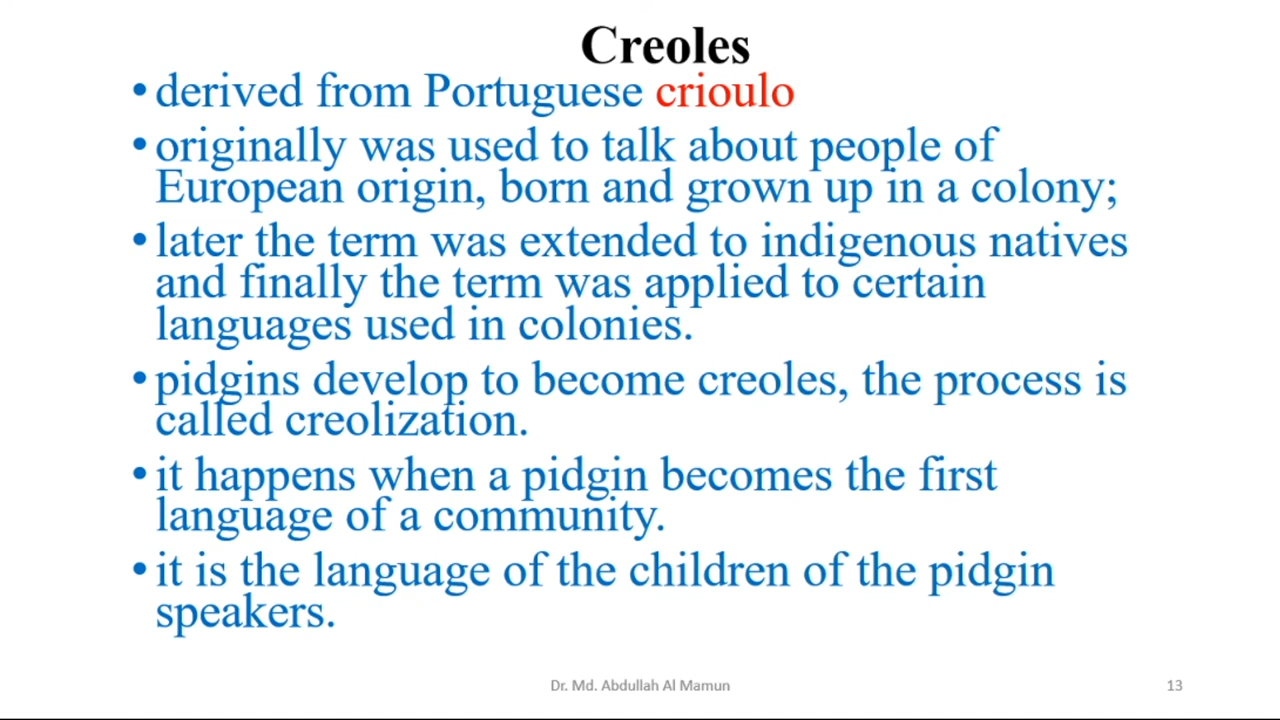 Creoles
•derived from Portuguese crioulo
•originally was used to talk about people of
European origin, born and grown up in a colony;
•later the term was extended to indigenous natives
and finally the term was applied to certain
languages used in colonies.
•pidgins develop to become creoles, the process is
called creolization.
•it happens when a pidgin becomes the first
language of a community.
•it is the language of the children of the pidgin
speakers.
Dr. Md. Abdullah Al Mamun
13